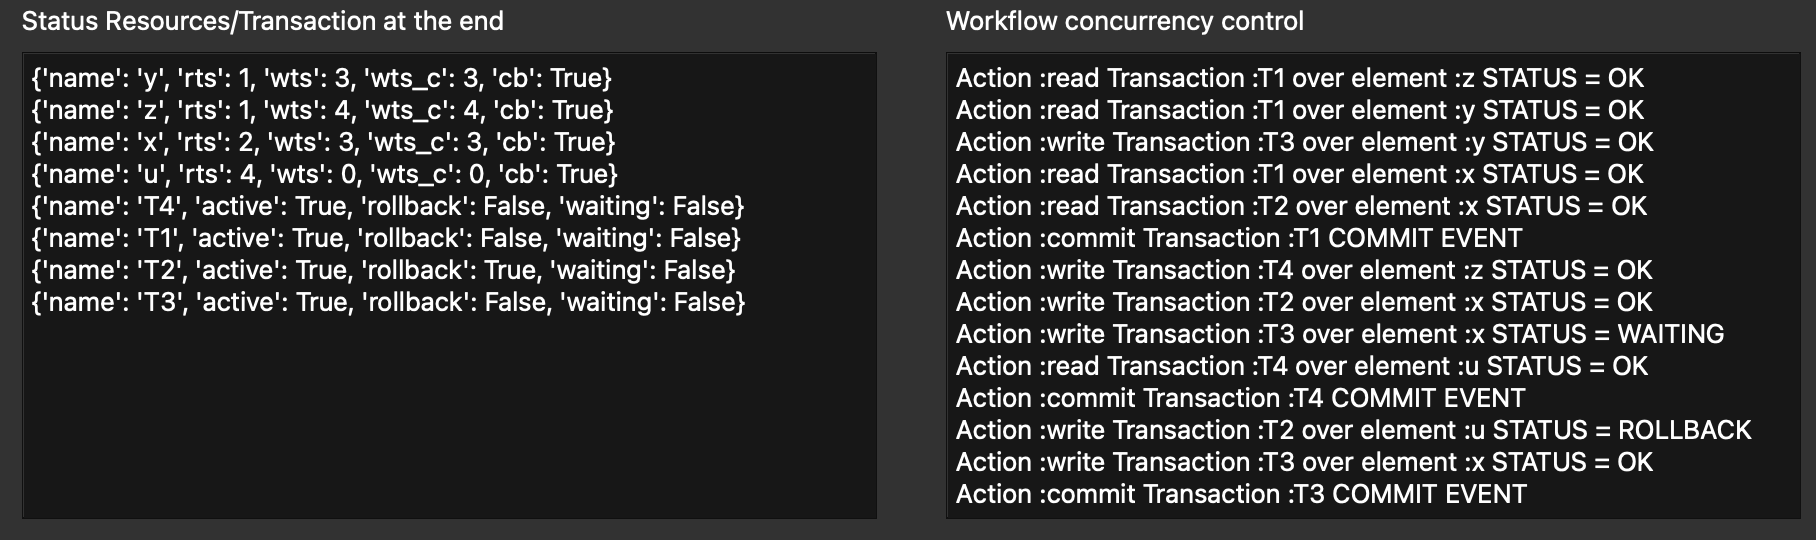 Status Resources/Transaction at the end
{'name': 'y', 'rts': 1, 'wts': 3, 'wts_c': 3, 'cb': True}
{'name': 'z', 'rts': 1, 'wts': 4, 'wts_c': 4, 'cb': True}
{'name': 'x', 'rts': 2, 'wts': 3, 'wts_c': 3, 'cb': True}
{'name': 'u', 'rts': 4, 'wts': 0, 'wts_c': 0, 'cb': True}
{'name': 'T4', 'active': True, 'rollback': False, 'waiting': False}
{'name': 'T1', 'active': True, 'rollback': False, 'waiting': False}
{'name': 'T2', 'active': True, 'rollback': True, 'waiting': False}
{'name': 'T3', 'active': True, 'rollback': False, 'waiting': False}
Workflow concurrency control
Action :read Transaction :T1 over element :z STATUS = OK
Action :read Transaction :T1 over element :y STATUS = OK
Action :write Transaction :T3 over element :y STATUS = OK
Action :read Transaction :T1 over element :x STATUS = OK
Action :read Transaction :T2 over element :x STATUS = OK
Action :commit Transaction :T1 COMMIT EVENT
Action :write Transaction :T4 over element :z STATUS = OK
Action :write Transaction :T2 over element :x STATUS = OK
Action :write Transaction :T3 over element :x STATUS = WAITING
Action :read Transaction :T4 over element :u STATUS = OK
Action :commit Transaction :T4 COMMIT EVENT
Action :write Transaction :T2 over element :u STATUS = ROLLBACK
Action :write Transaction :T3 over element :x STATUS = OK
Action :commit Transaction :T3 COMMIT EVENT